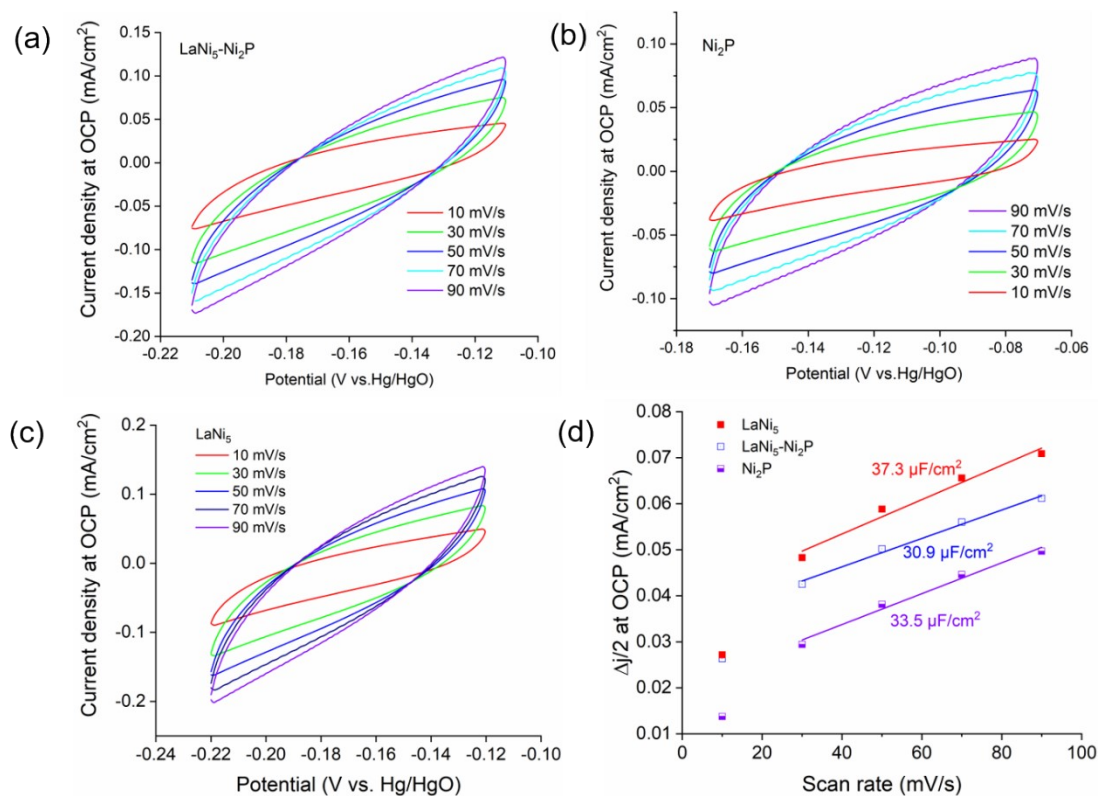 (a)
LaNi₅-Ni₂P
Current density at OCP (mA/cm²)
0.15
0.10
0.05
0.00
-0.05
-0.10
-0.15
-0.20
10 mV/s
30 mV/s
50 mV/s
70 mV/s
90 mV/s
-0.22 -0.20 -0.18 -0.16 -0.14 -0.12 -0.10
Potential (V vs.Hg/HgO)
(b)
Ni₂P
Current density at OCP (mA/cm²)
0.10
0.05
0.00
-0.05
-0.10
90 mV/s
70 mV/s
50 mV/s
30 mV/s
10 mV/s
-0.18 -0.16 -0.14 -0.12 -0.10 -0.08 -0.06
Potential (V vs.Hg/HgO)
(c)
LaNi₅
10 mV/s
30 mV/s
50 mV/s
70 mV/s
90 mV/s
Current density at OCP (mA/cm²)
0.2
0.1
0.0
-0.1
-0.2
-0.24 -0.22 -0.20 -0.18 -0.16 -0.14 -0.12 -0.10
Potential (V vs. Hg/HgO)
(d)
LaNi₅
LaNi₅-Ni₂P
Ni₂P
37.3 µF/cm²
30.9 µF/cm²
33.5 µF/cm²
Δj/2 at OCP (mA/cm²)
0.08
0.07
0.06
0.05
0.04
0.03
0.02
0.01
0 20 40 60 80 100
Scan rate (mV/s)